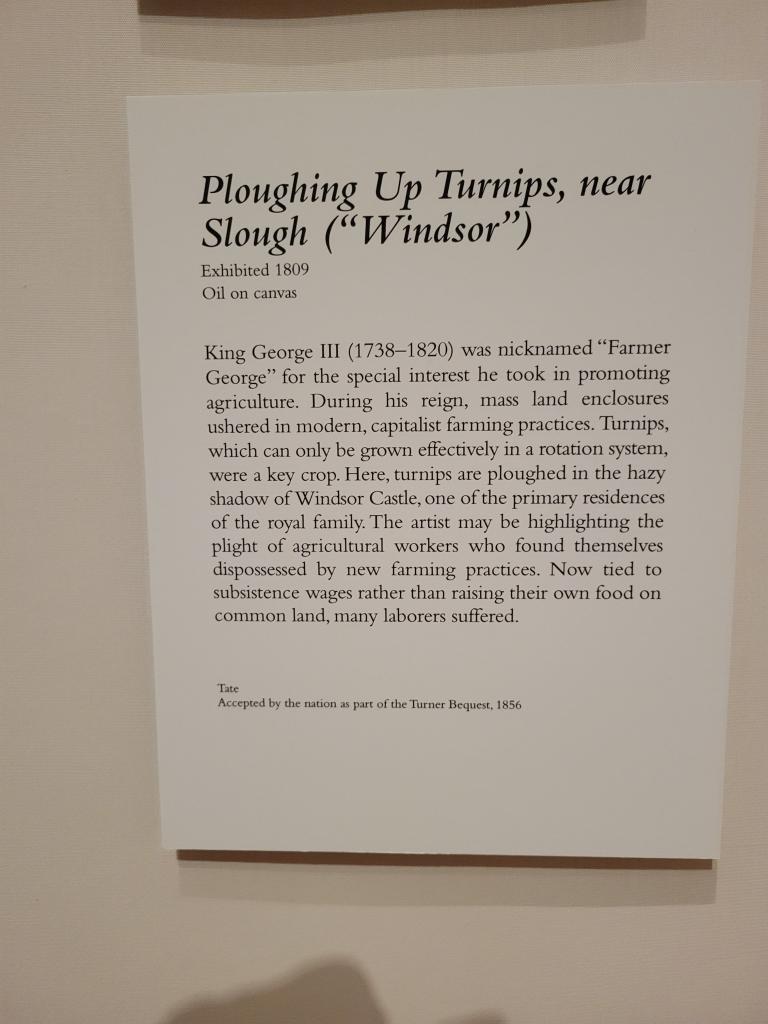 Ploughing Up Turnips, near
Slough (“Windsor”)
Exhibited 1809
Oil on canvas
King George III (1738–1820) was nicknamed “Farmer
George” for the special interest he took in promoting
agriculture. During his reign, mass land enclosures
ushered in modern, capitalist farming practices. Turnips,
which can only be grown effectively in a rotation system,
were a key crop. Here, turnips are ploughed in the hazy
shadow of Windsor Castle, one of the primary residences
of the royal family. The artist may be highlighting the
plight of agricultural workers who found themselves
dispossessed by new farming practices. Now tied to
subsistence wages rather than raising their own food on
common land, many laborers suffered.
Tate
Accepted by the nation as part of the Turner Bequest, 1856